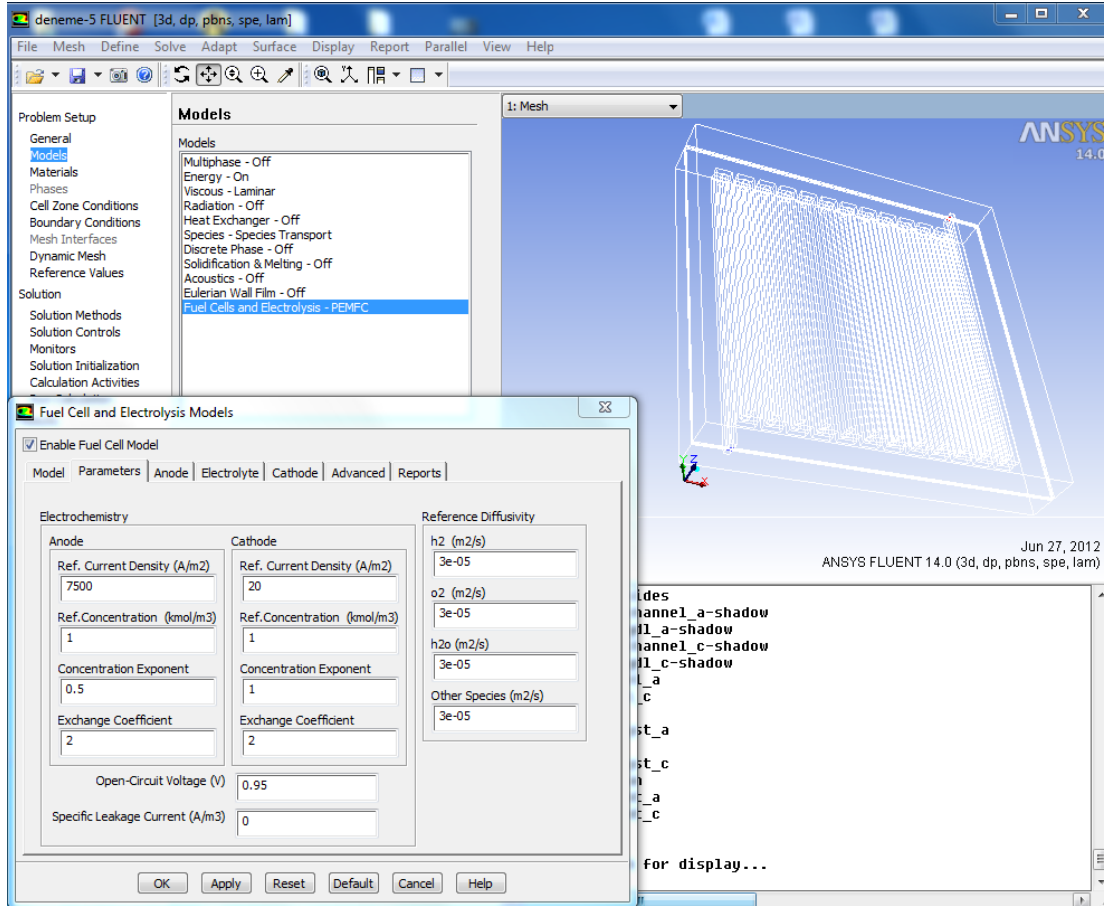 deneme-5 FLUENT [3d, dp, pbns, spe, lam]
File Mesh Define Solve Adapt Surface Display Report Parallel View Help
Problem Setup
General
Models
Materials
Phases
Cell Zone Conditions
Boundary Conditions
Mesh Interfaces
Dynamic Mesh
Reference Values
Solution
Solution Methods
Solution Controls
Monitors
Solution Initialization
Calculation Activities
Models
Models
Multiphase - Off
Energy - On
Viscous - Laminar
Radiation - Off
Heat Exchanger - Off
Species - Species Transport
Discrete Phase - Off
Solidification & Melting - Off
Acoustics - Off
Eulerian Wall Film - Off
Fuel Cells and Electrolysis - PEMFC
1: Mesh
ANSYS
14.0
Y Z
X
Jun 27, 2012
ANSYS FLUENT 14.0 (3d, dp, pbns, spe, lam)
Fuel Cell and Electrolysis Models
Enable Fuel Cell Model
Model Parameters Anode Electrolyte Cathode Advanced Reports
Electrochemistry
Anode
Ref. Current Density (A/m2)
7500
Ref.Concentration (kmol/m3)
1
Concentration Exponent
0.5
Exchange Coefficient
2
Cathode
Ref. Current Density (A/m2)
20
Ref.Concentration (kmol/m3)
1
Concentration Exponent
1
Exchange Coefficient
2
Open-Circuit Voltage (V)
0.95
Specific Leakage Current (A/m3)
0
Reference Diffusivity
h2 (m2/s)
3e-05
o2 (m2/s)
3e-05
h2o (m2/s)
3e-05
Other Species (m2/s)
3e-05
OK Apply Reset Default Cancel Help
ides
hannel_a-shadow
dl_a-shadow
hannel_c-shadow
dl_c-shadow
l_a
_c
st_a
st_c
t_a
t_c
for display...